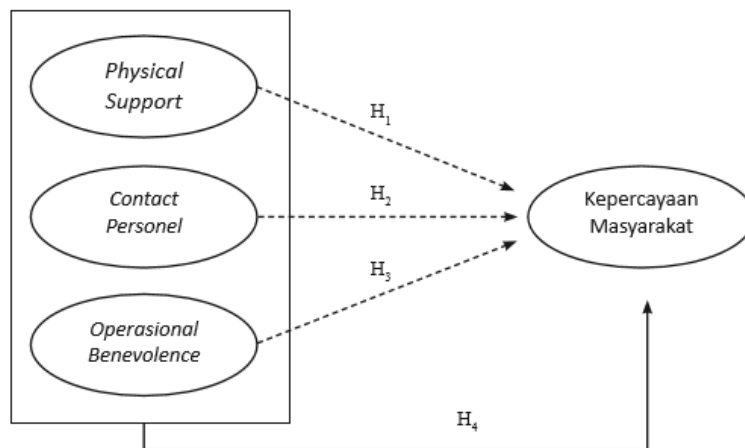 Physical
Support
H₁
Contact
Personel
H₂
Kepercayaan
Masyarakat
H₃
Operasional
Benevolence
H₄